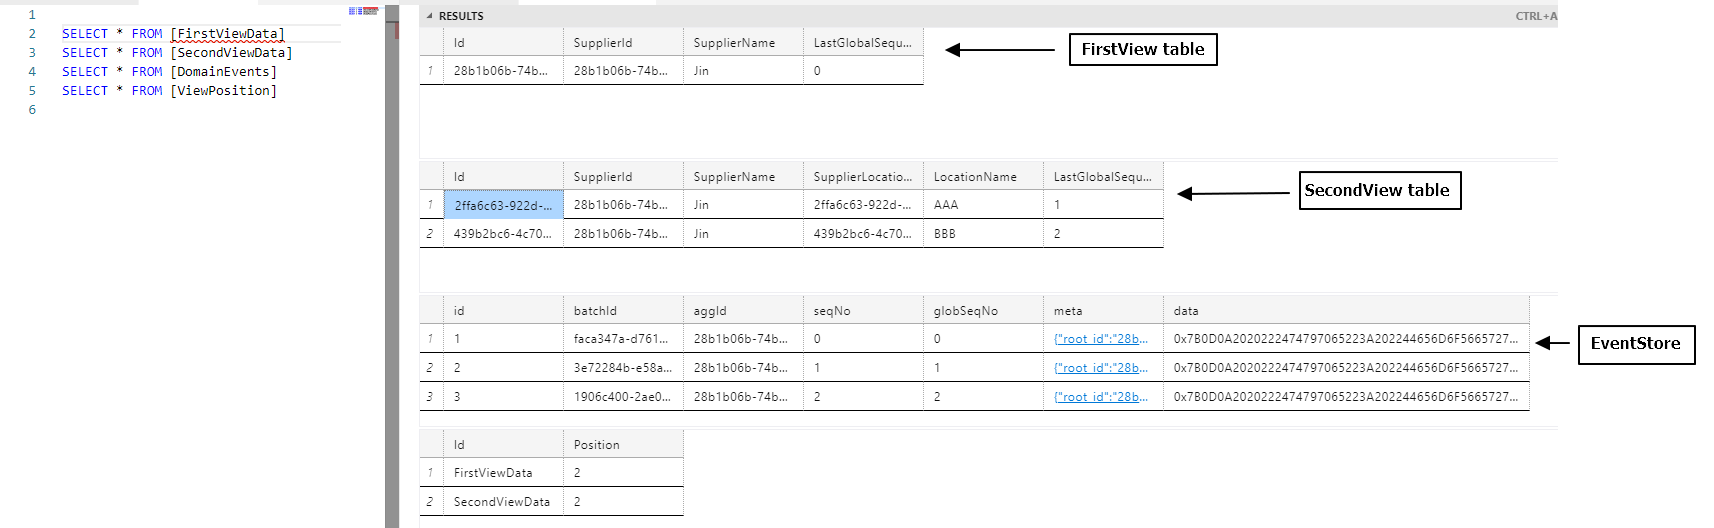 1
2 SELECT * FROM [FirstViewData]
3 SELECT * FROM [SecondViewData]
4 SELECT * FROM [DomainEvents]
5 SELECT * FROM [ViewPosition]
6
RESULTS CTRL+A
Id SupplierId SupplierName LastGlobalSequ...
1 28b1b06b-74b... 28b1b06b-74b... Jin 0
FirstView table
Id SupplierId SupplierName SupplierLocatio... LocationName LastGlobalSequ...
1 2ffa6c63-922d-... 28b1b06b-74b... Jin 2ffa6c63-922d-... AAA 1
2 439b2bc6-4c70... 28b1b06b-74b... Jin 439b2bc6-4c70... BBB 2
SecondView table
id batchId aggId seqNo globSeqNo meta data
1 1 faca347a-d761... 28b1b06b-74b... 0 0 {"root_id":"28b... 0x7B0D0A2020222474797065223A202244656D6F5665727...
2 2 3e72284b-e58a... 28b1b06b-74b... 1 1 {"root_id":"28b... 0x7B0D0A2020222474797065223A202244656D6F5665727...
3 3 1906c400-2ae0... 28b1b06b-74b... 2 2 {"root_id":"28b... 0x7B0D0A2020222474797065223A202244656D6F5665727...
EventStore
Id Position
1 FirstViewData 2
2 SecondViewData 2